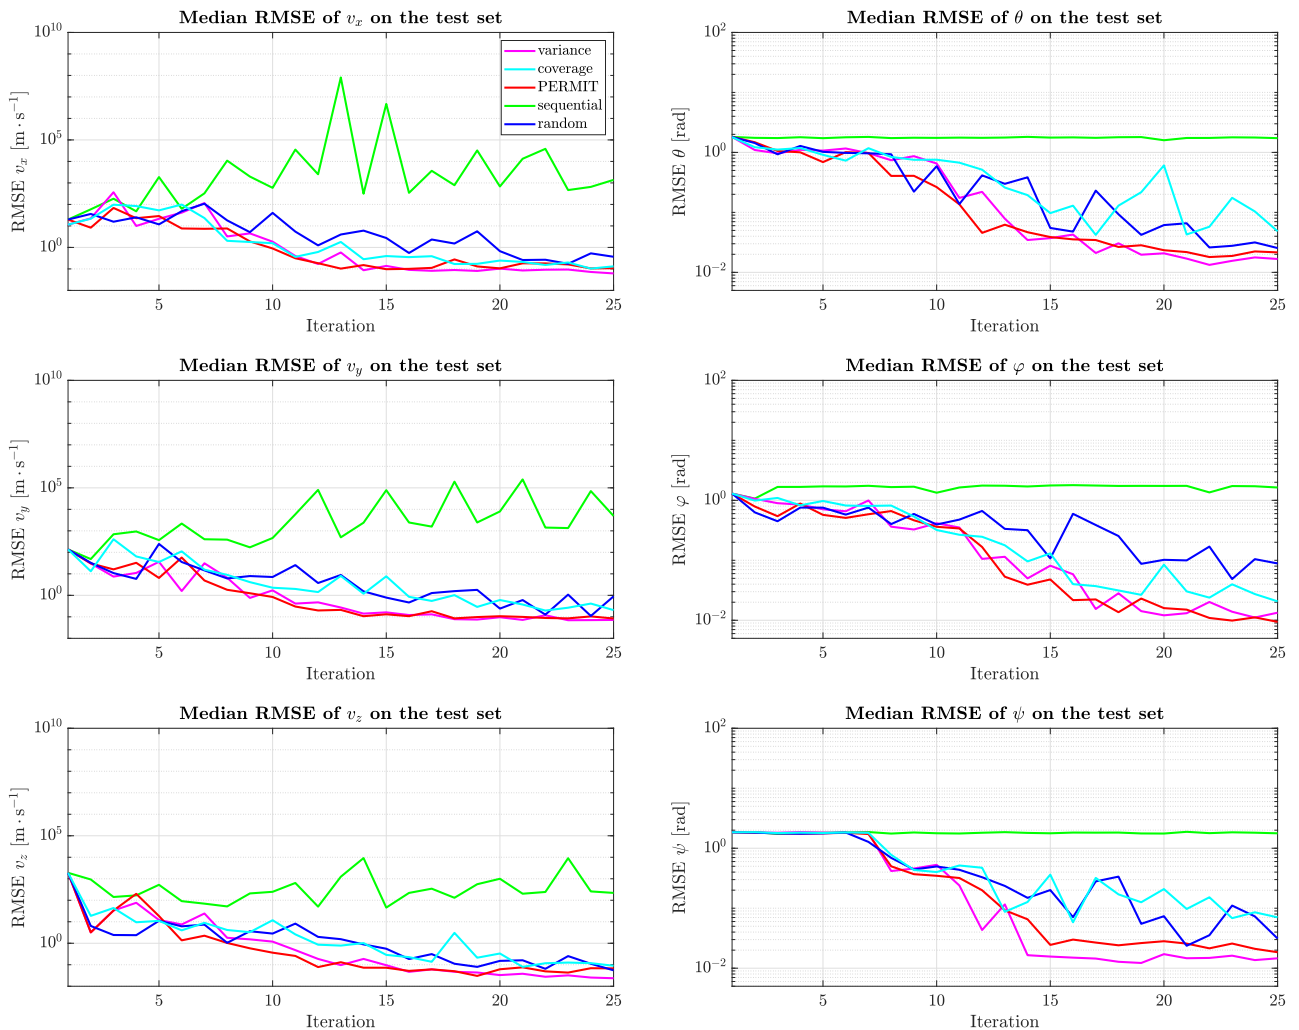 Median RMSE of v_x on the test set
10^10
10^5
10^0
RMSE v_x [m · s^−1]
variance
coverage
PERMIT
sequential
random
5 10 15 20 25
Iteration
Median RMSE of θ on the test set
10^2
10^0
10^−2
RMSE θ [rad]
5 10 15 20 25
Iteration
Median RMSE of v_y on the test set
10^10
10^5
10^0
RMSE v_y [m · s^−1]
5 10 15 20 25
Iteration
Median RMSE of φ on the test set
10^2
10^0
10^−2
RMSE φ [rad]
5 10 15 20 25
Iteration
Median RMSE of v_z on the test set
10^10
10^5
10^0
RMSE v_z [m · s^−1]
5 10 15 20 25
Iteration
Median RMSE of ψ on the test set
10^2
10^0
10^−2
RMSE ψ [rad]
5 10 15 20 25
Iteration